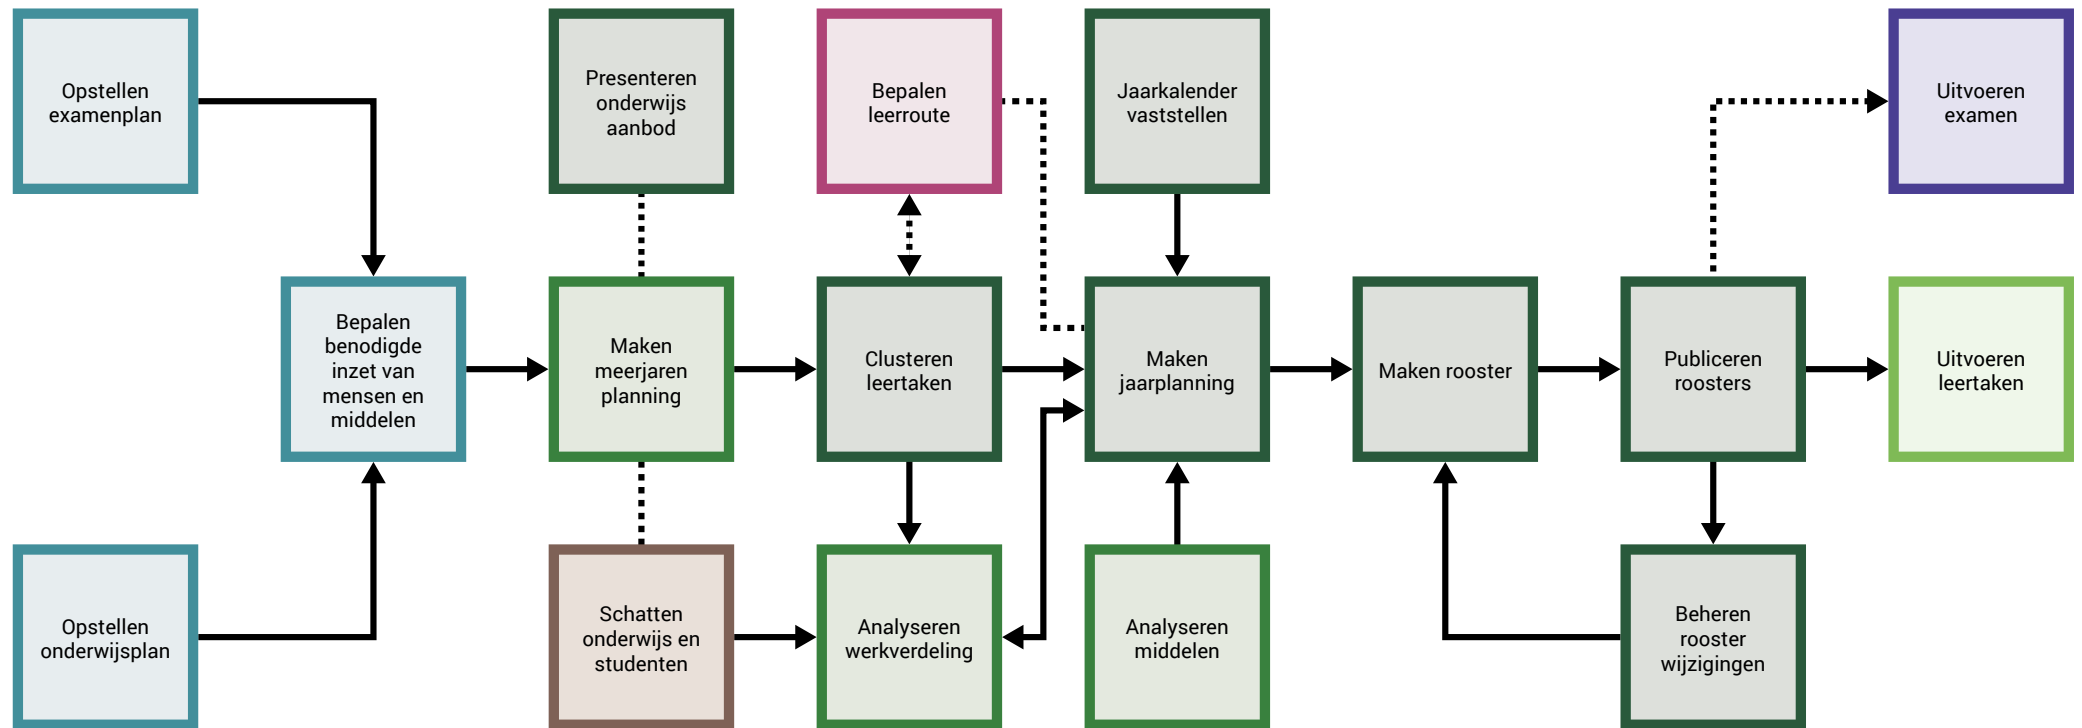 Opstellen
examenplan
Presenteren
onderwijs
aanbod
Bepalen
leerroute
Jaarkalender
vaststellen
Uitvoeren
examen
Bepalen
benodigde
inzet van
mensen en
middelen
Maken
meerjaren
planning
Clusteren
leertaken
Maken
jaarplanning
Maken rooster
Publiceren
roosters
Uitvoeren
leertaken
Opstellen
onderwijsplan
Schatten
onderwijs en
studenten
Analyseren
werkverdeling
Analyseren
middelen
Beheren
rooster
wijzigingen